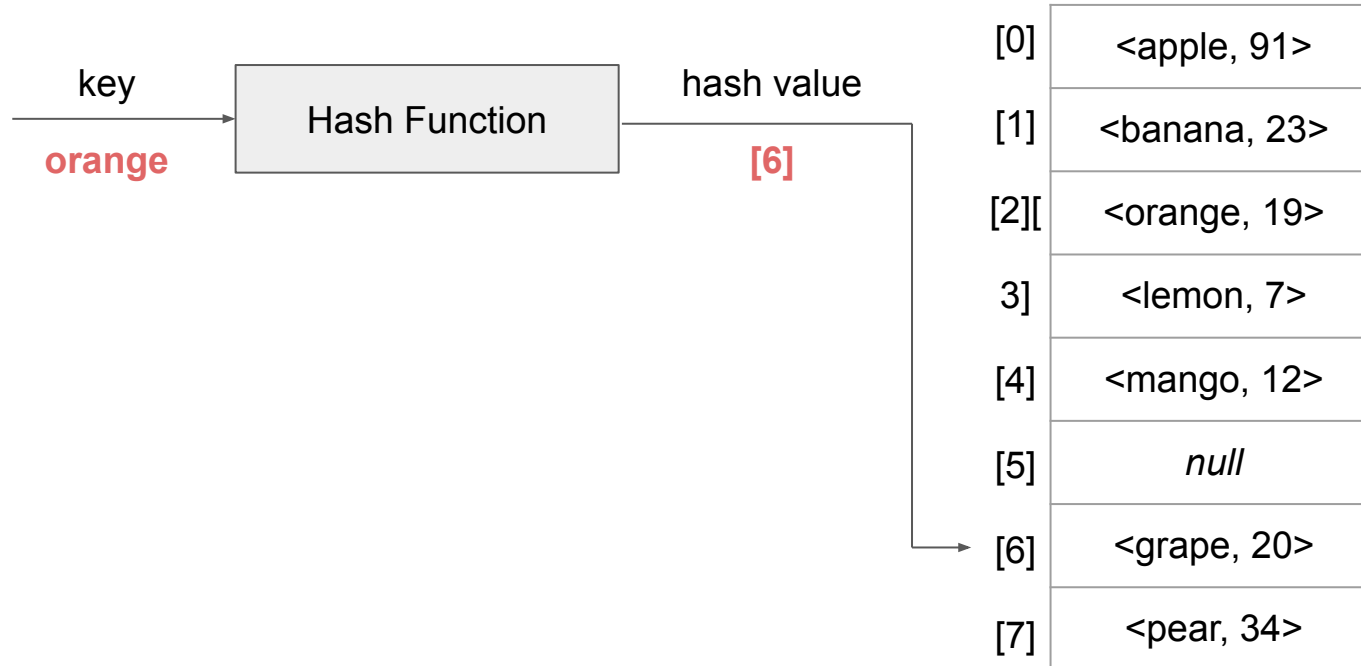 key
orange
Hash Function
hash value
[6]
[0] <apple, 91>
[1] <banana, 23>
[2][ <orange, 19>
3] <lemon, 7>
[4] <mango, 12>
[5] null
[6] <grape, 20>
[7] <pear, 34>